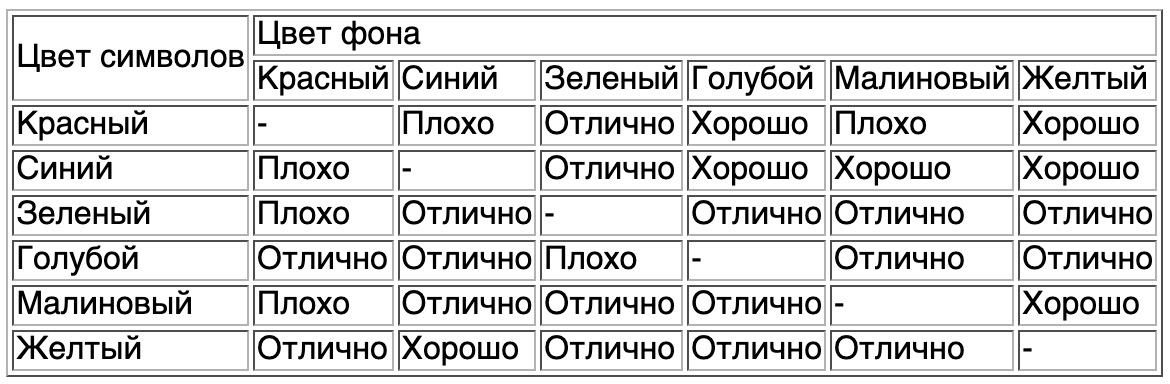 Цвет символов Цвет фона
Красный Синий Зеленый Голубой Малиновый Желтый
Красный - Плохо Отлично Хорошо Плохо Хорошо
Синий Плохо - Отлично Хорошо Хорошо Хорошо
Зеленый Плохо Отлично - Отлично Отлично Отлично
Голубой Отлично Отлично Плохо - Отлично Отлично
Малиновый Плохо Отлично Отлично Отлично - Хорошо
Желтый Отлично Хорошо Отлично Отлично Отлично -